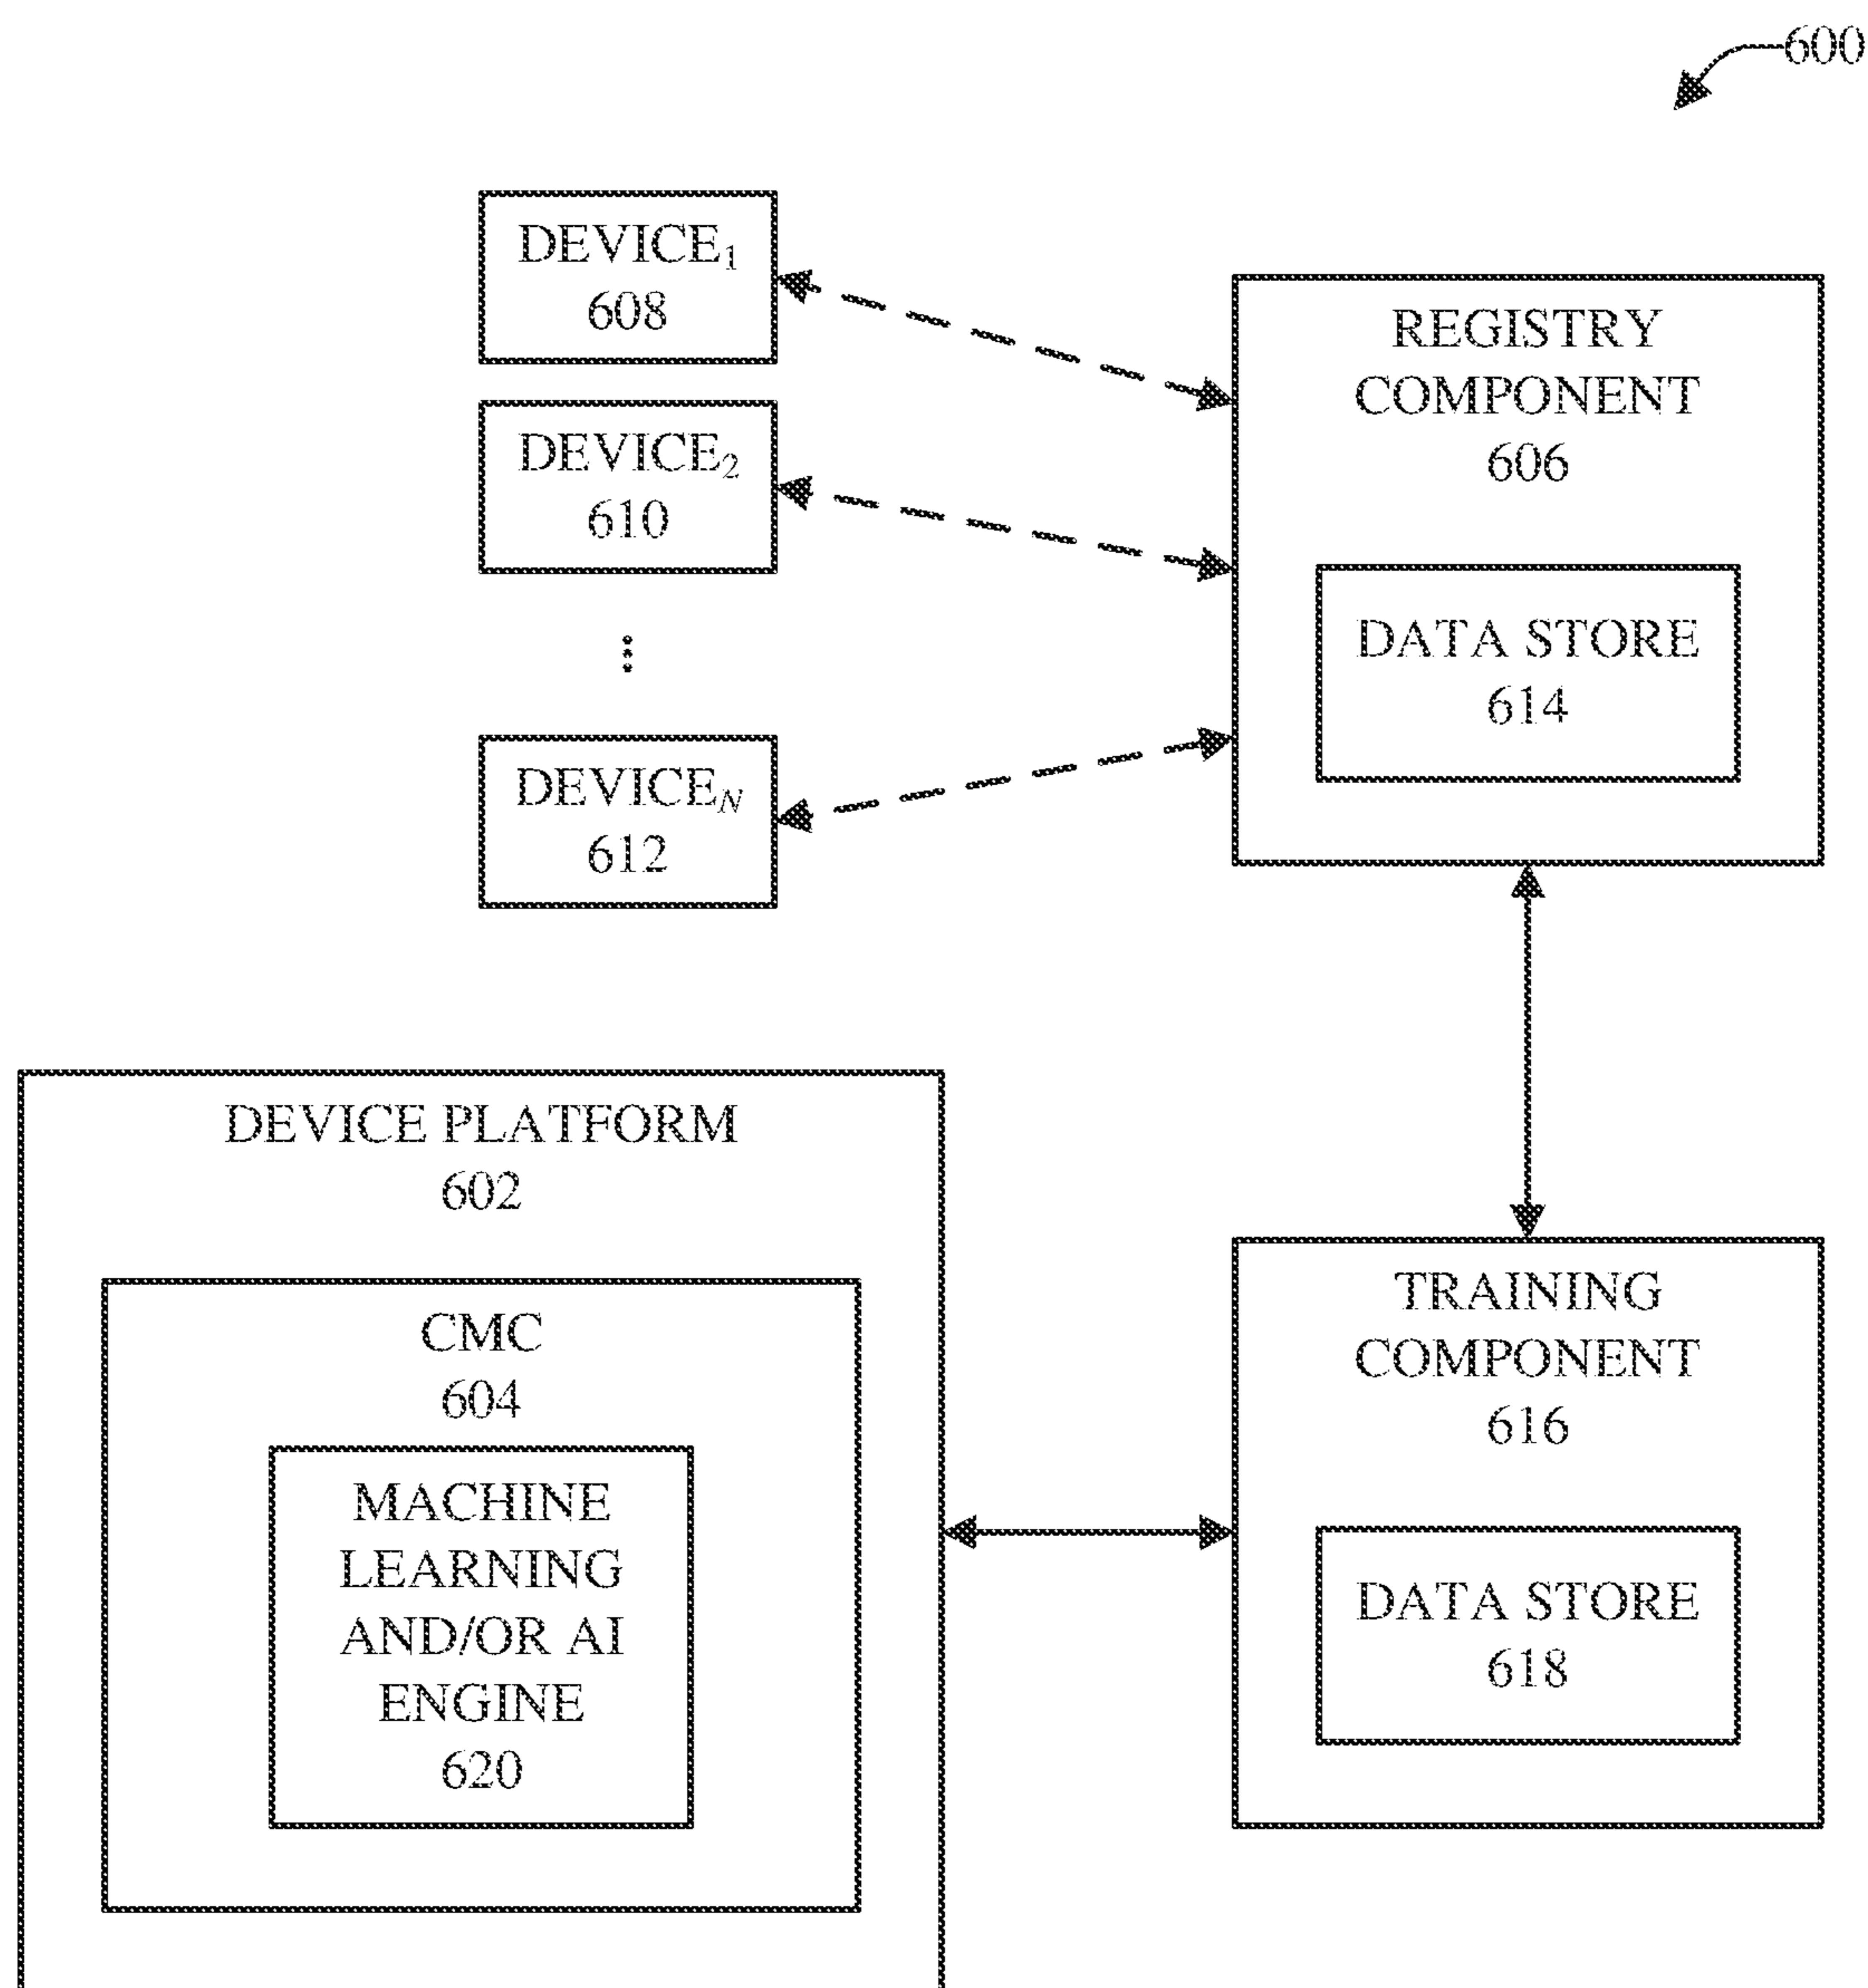 600
DEVICE₁
608
DEVICE₂
610
DEVICE_N
612
REGISTRY
COMPONENT
606
DATA STORE
614
DEVICE PLATFORM
602
CMC
604
MACHINE
LEARNING
AND/OR AI
ENGINE
620
TRAINING
COMPONENT
616
DATA STORE
618